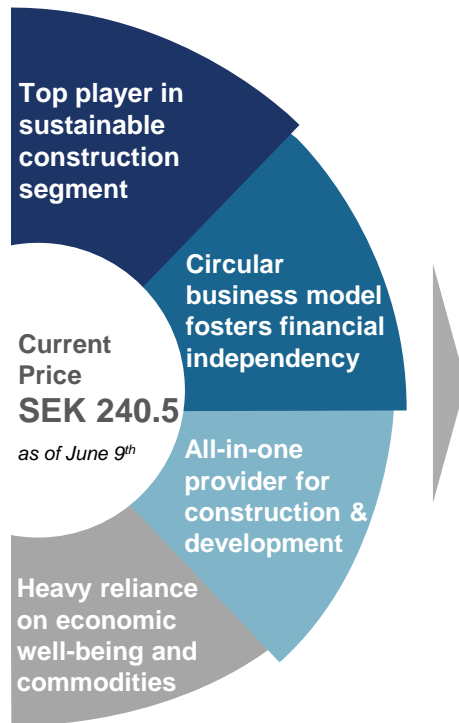 Top player in
sustainable
construction
segment
Circular
business model
fosters financial
independency
Current
Price
SEK 240.5
as of June 9th
All-in-one
provider for
construction &
development
Heavy reliance
on economic
well-being and
commodities